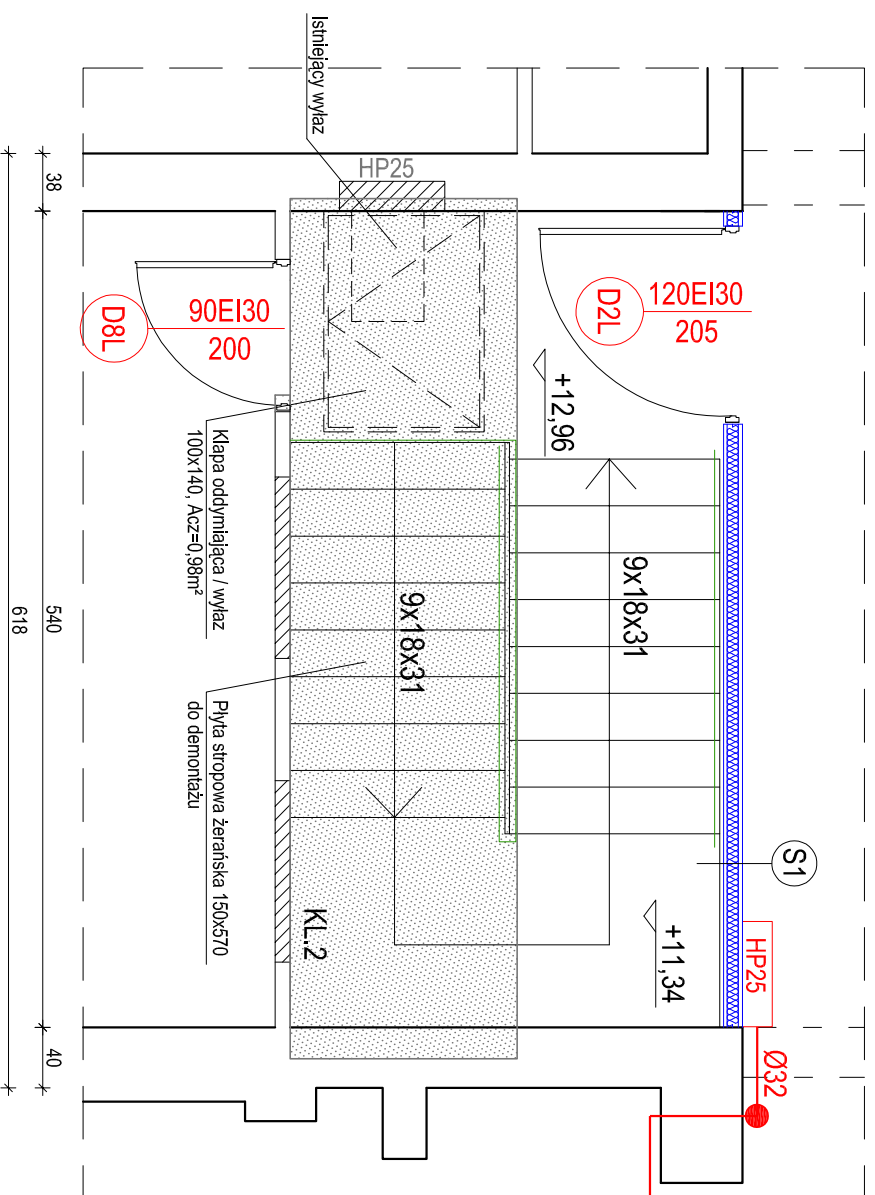 Istniejący wyłaz
HP25
38
90EI30
200
D8L
120EI30
205
D2L
+12,96
9x18x31
9x18x31
Klapa oddymiająca / wyłaz
100x140, Acz=0,98m²
Płyta stropowa żerańska 150x570
do demontażu
540
618
KL.2
S1
+11,34
HP25
Ø32
40